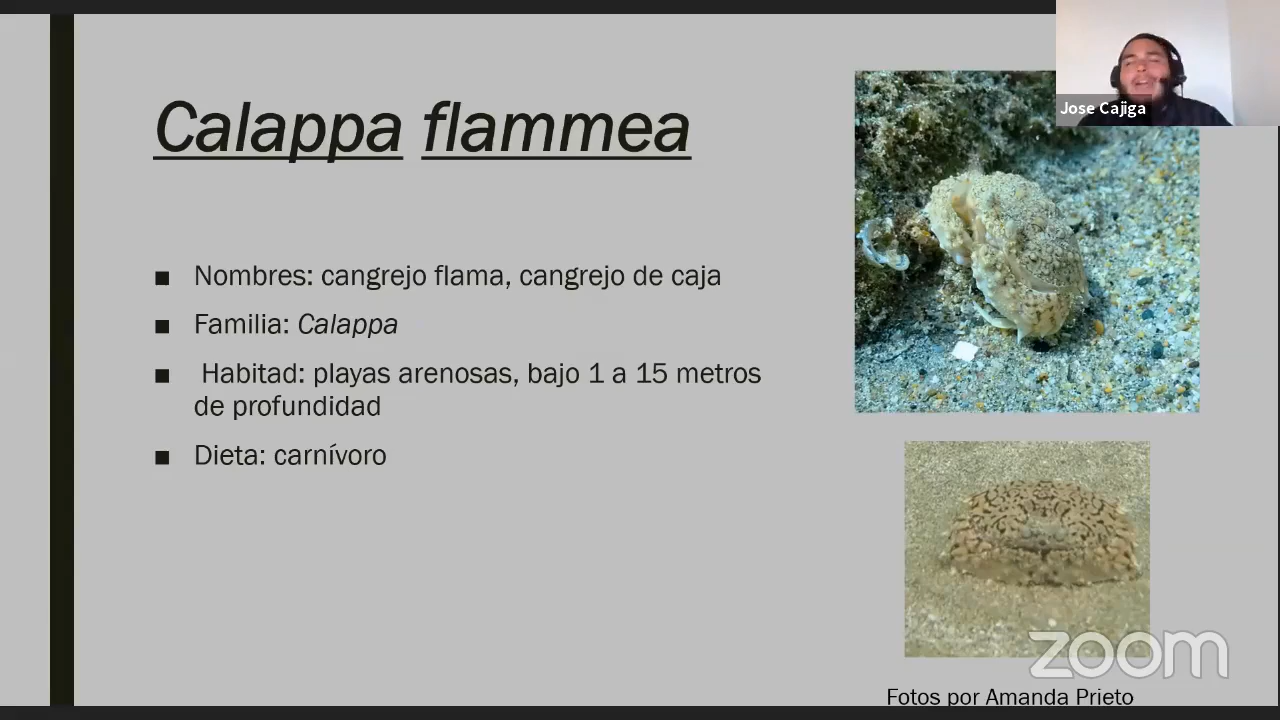 Calappa flammea
Jose Cajiga
■ Nombres: cangrejo flama, cangrejo de caja
■ Familia: Calappa
■ Habitad: playas arenosas, bajo 1 a 15 metros
de profundidad
■ Dieta: carnívoro
zoom
Fotos por Amanda Prieto